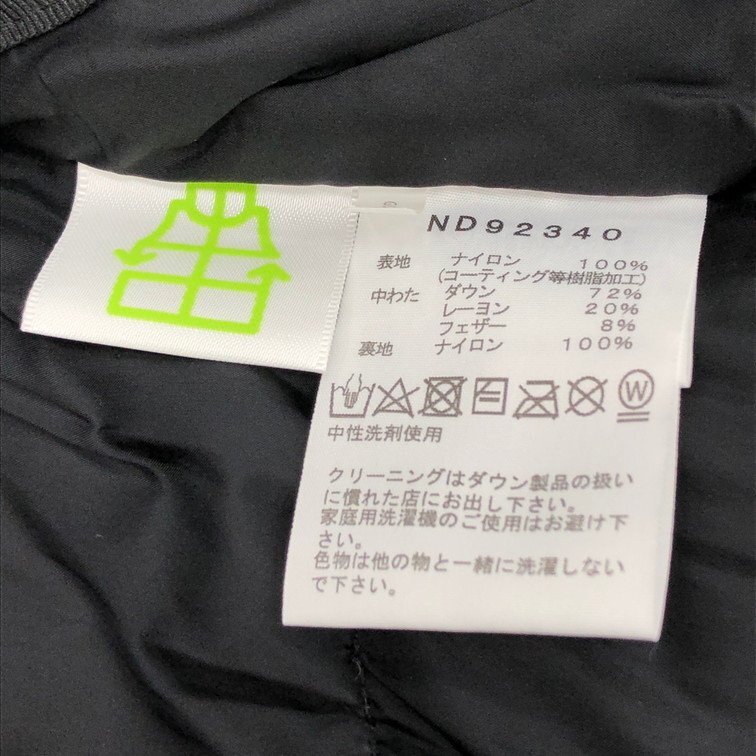 ND92340
表地 ナイロン 100%
(コーティング等樹脂加工)
中わた ダウン 72%
レーヨン 20%
フェザー 8%
裏地 ナイロン 100%
W
中性洗剤使用
クリーニングはダウン製品の扱い
に慣れた店にお出し下さい。
家庭用洗濯機のご使用はお避け下
さい。
色物は他の物と一緒に洗濯しない
で下さい。